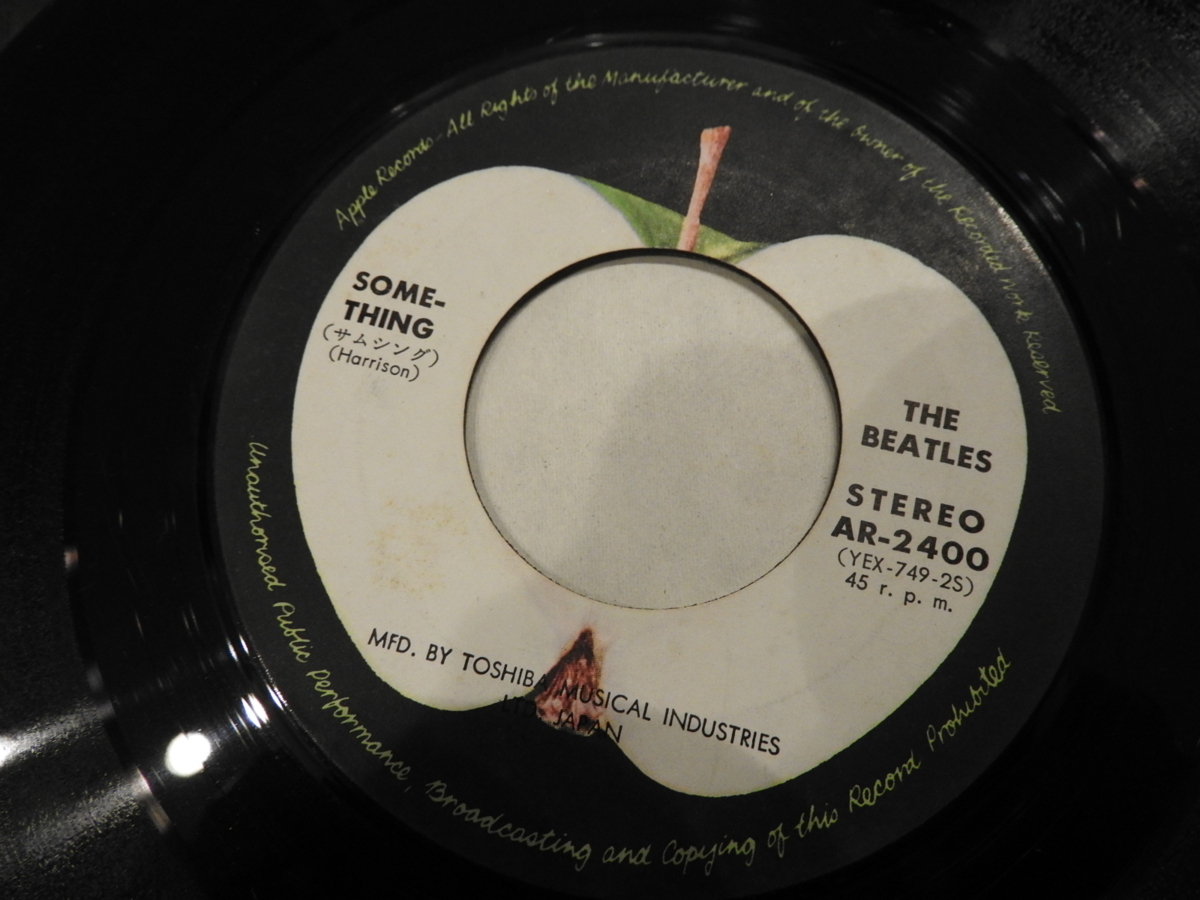 Apple Records - All Rights of the Manufacturer and of the Owner of the Recorded Work Reserved
SOME-
THING
(サムシング)
(Harrison)
THE
BEATLES
STEREO
AR-2400
(YEX-749-2S)
45 r. p. m.
MFD. BY TOSHIBA MUSICAL INDUSTRIES
LTD. JAPAN
Unauthorised Public Performance, Broadcasting and Copying of this Record Prohibited